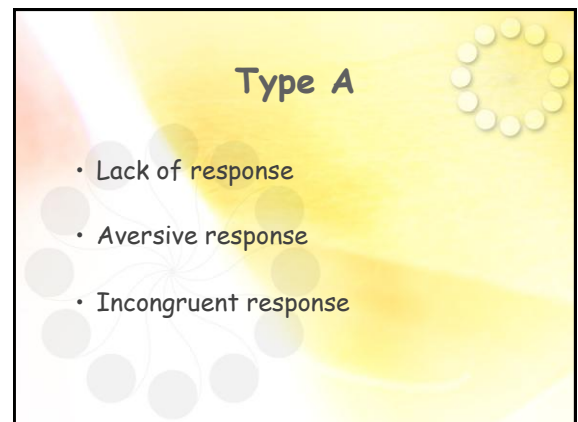 Type A
• Lack of response
• Aversive response
• Incongruent response